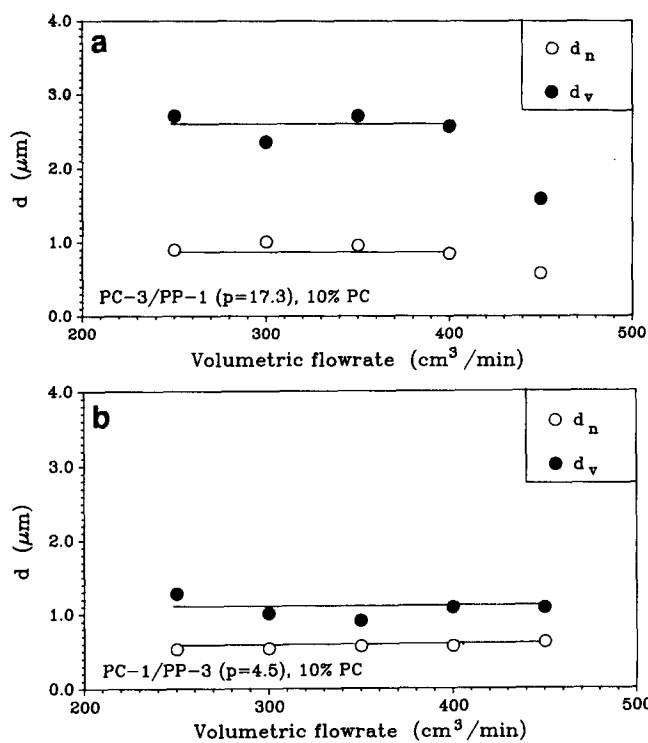 a
4.0
3.0
2.0
1.0
0.0
d (μm)
d n
d v
PC-3/PP-1 (p=17.3), 10% PC
200 300 400 500
Volumetric flowrate (cm³/min)
b
4.0
3.0
2.0
1.0
0.0
d (μm)
d n
d v
PC-1/PP-3 (p=4.5), 10% PC
200 300 400 500
Volumetric flowrate (cm³/min)